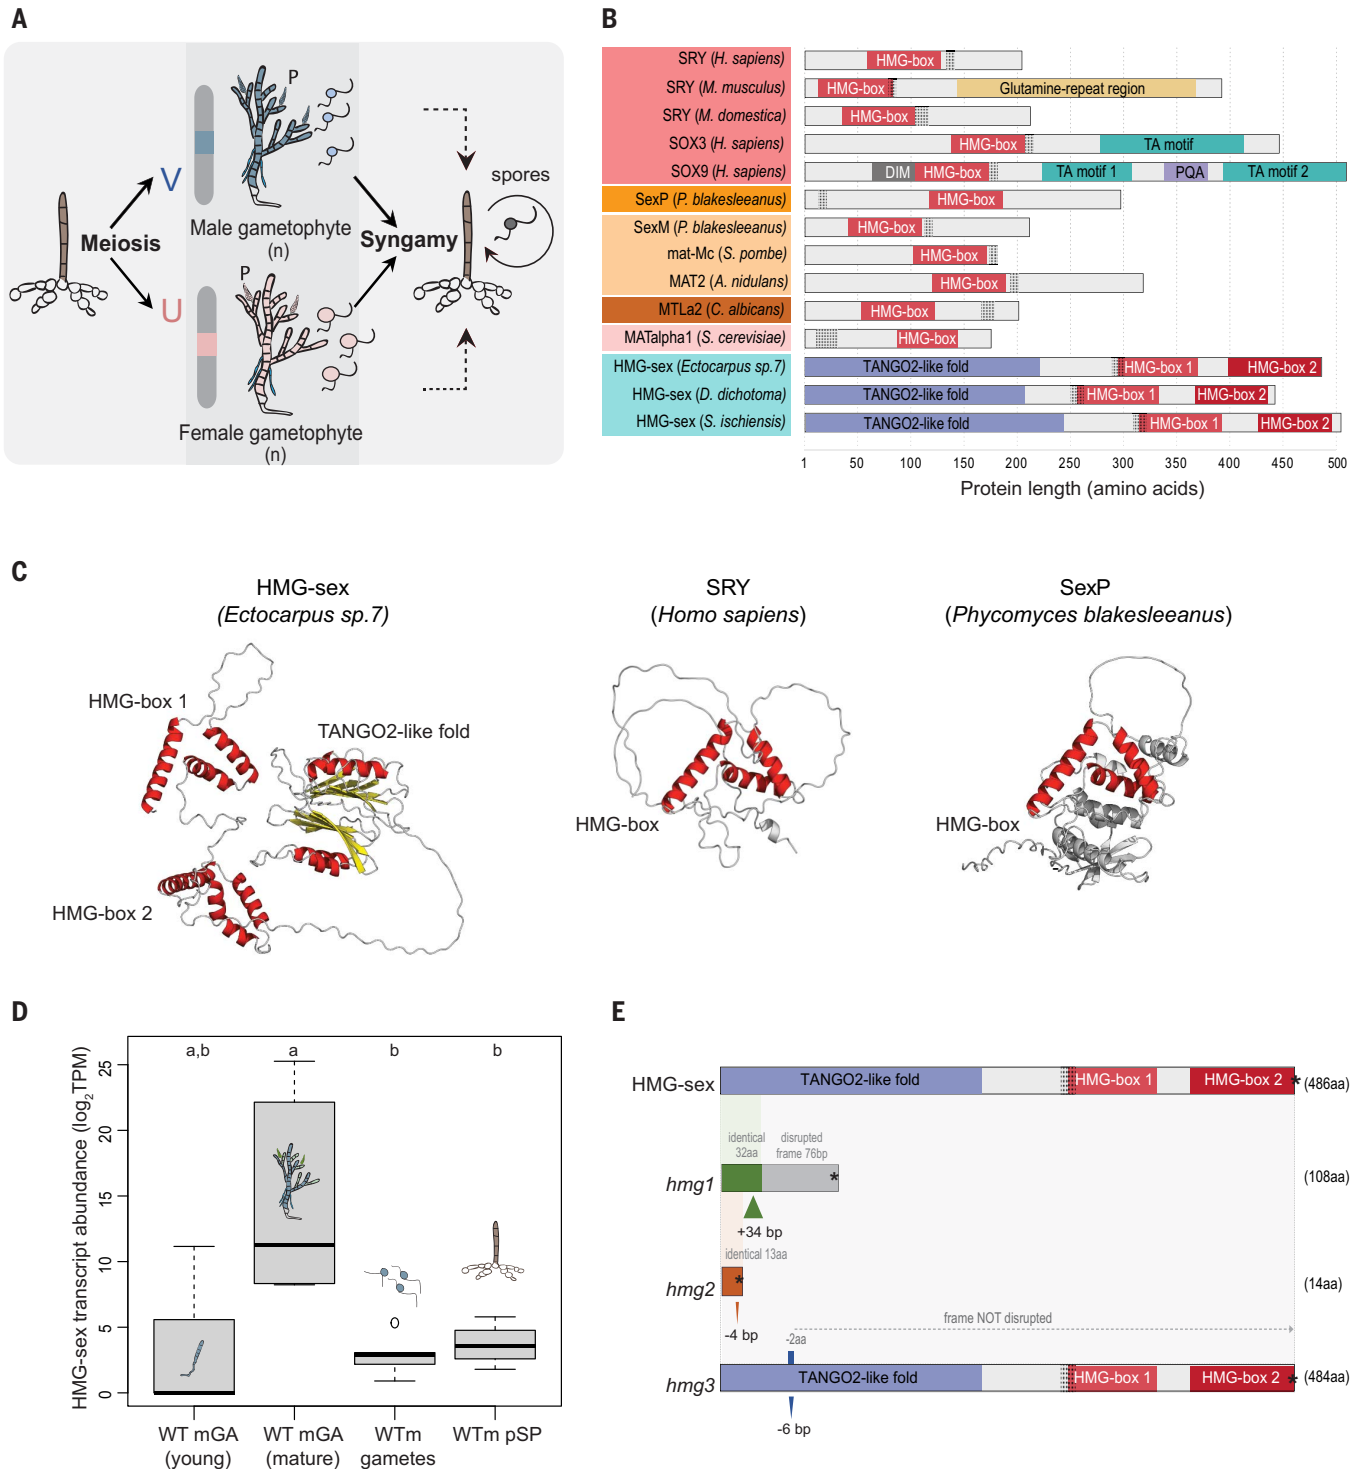 A
P
V
spores
Meiosis
Male gametophyte
(n)
Syngamy
P
U
Female gametophyte
(n)
B
SRY (H. sapiens)
HMG-box
SRY (M. musculus)
HMG-box
Glutamine-repeat region
SRY (M. domestica)
HMG-box
SOX3 (H. sapiens)
HMG-box
TA motif
SOX9 (H. sapiens)
DIM
HMG-box
TA motif 1
PQA
TA motif 2
SexP (P. blakesleeanus)
HMG-box
SexM (P. blakesleeanus)
HMG-box
mat-Mc (S. pombe)
HMG-box
MAT2 (A. nidulans)
HMG-box
MTLa2 (C. albicans)
HMG-box
MATalpha1 (S. cerevisiae)
HMG-box
HMG-sex (Ectocarpus sp.7)
TANGO2-like fold
HMG-box 1
HMG-box 2
HMG-sex (D. dichotoma)
TANGO2-like fold
HMG-box 1
HMG-box 2
HMG-sex (S. ischiensis)
TANGO2-like fold
HMG-box 1
HMG-box 2
1 50 100 150 200 250 300 350 400 450 500
Protein length (amino acids)
C
HMG-sex
(Ectocarpus sp.7)
HMG-box 1
TANGO2-like fold
HMG-box 2
SRY
(Homo sapiens)
HMG-box
SexP
(Phycomyces blakesleeanus)
HMG-box
D
HMG-sex transcript abundance (log2TPM)
25
20
15
10
5
0
a,b
a
b
b
WT mGA
(young)
WT mGA
(mature)
WTm
gametes
WTm pSP
E
HMG-sex
TANGO2-like fold
HMG-box 1
HMG-box 2
*
(486aa)
identical
32aa
disrupted
frame 76bp
hmg1
*
(108aa)
+34 bp
identical 13aa
hmg2
*
(14aa)
-4 bp
frame NOT disrupted
-2aa
hmg3
TANGO2-like fold
HMG-box 1
HMG-box 2
*
(484aa)
-6 bp